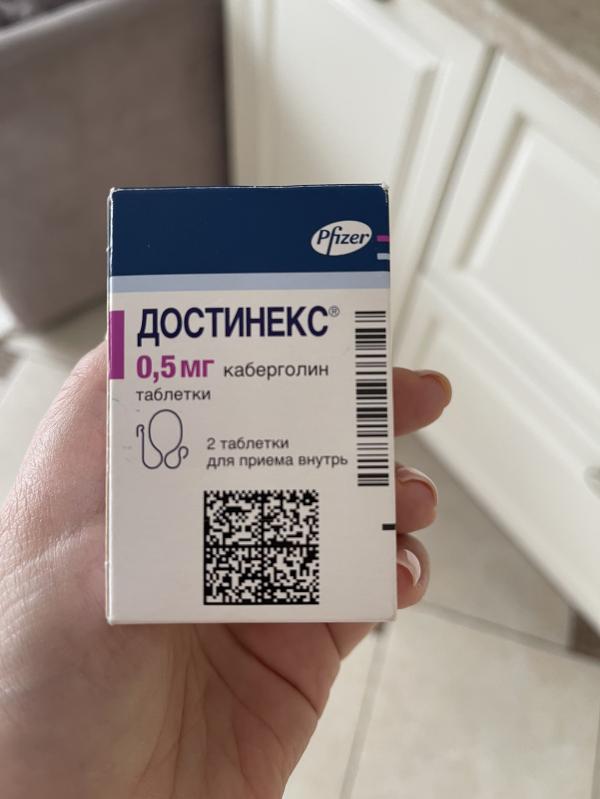 Pfizer
ДОСТИНЕКС®
0,5 мг каберголин
таблетки
2 таблетки
для приема внутрь